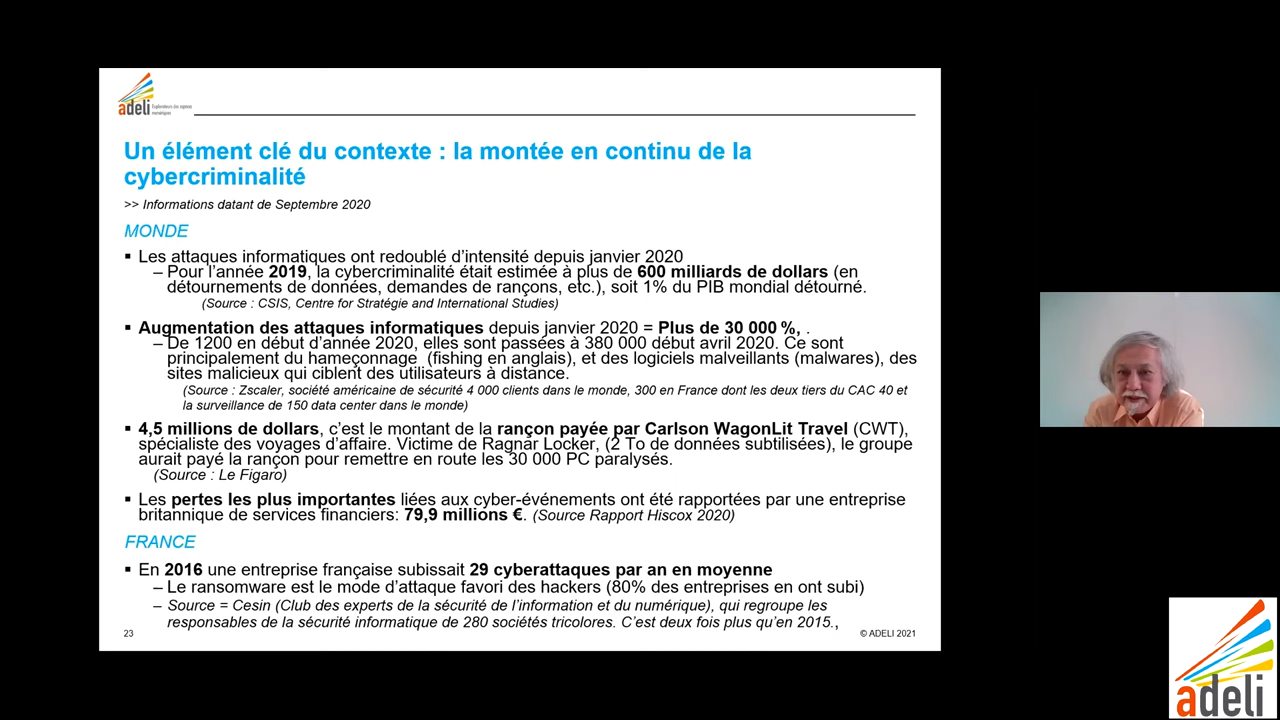 adeli Explorateurs des espaces
numériques
Un élément clé du contexte : la montée en continu de la
cybercriminalité
>> Informations datant de Septembre 2020
MONDE
▪ Les attaques informatiques ont redoublé d’intensité depuis janvier 2020
– Pour l’année 2019, la cybercriminalité était estimée à plus de 600 milliards de dollars (en
détournements de données, demandes de rançons, etc.), soit 1% du PIB mondial détourné.
(Source : CSIS, Centre for Stratégie and International Studies)
▪ Augmentation des attaques informatiques depuis janvier 2020 = Plus de 30 000 %, .
– De 1200 en début d’année 2020, elles sont passées à 380 000 début avril 2020. Ce sont
principalement du hameçonnage (fishing en anglais), et des logiciels malveillants (malwares), des
sites malicieux qui ciblent des utilisateurs à distance.
(Source : Zscaler, société américaine de sécurité 4 000 clients dans le monde, 300 en France dont les deux tiers du CAC 40 et
la surveillance de 150 data center dans le monde)
▪ 4,5 millions de dollars, c’est le montant de la rançon payée par Carlson WagonLit Travel (CWT),
spécialiste des voyages d’affaire. Victime de Ragnar Locker, (2 To de données subtilisées), le groupe
aurait payé la rançon pour remettre en route les 30 000 PC paralysés.
(Source : Le Figaro)
▪ Les pertes les plus importantes liées aux cyber-événements ont été rapportées par une entreprise
britannique de services financiers: 79,9 millions €. (Source Rapport Hiscox 2020)
FRANCE
▪ En 2016 une entreprise française subissait 29 cyberattaques par an en moyenne
– Le ransomware est le mode d’attaque favori des hackers (80% des entreprises en ont subi)
– Source = Cesin (Club des experts de la sécurité de l’information et du numérique), qui regroupe les
responsables de la sécurité informatique de 280 sociétés tricolores. C’est deux fois plus qu’en 2015.,
23
© ADELI 2021
adeli